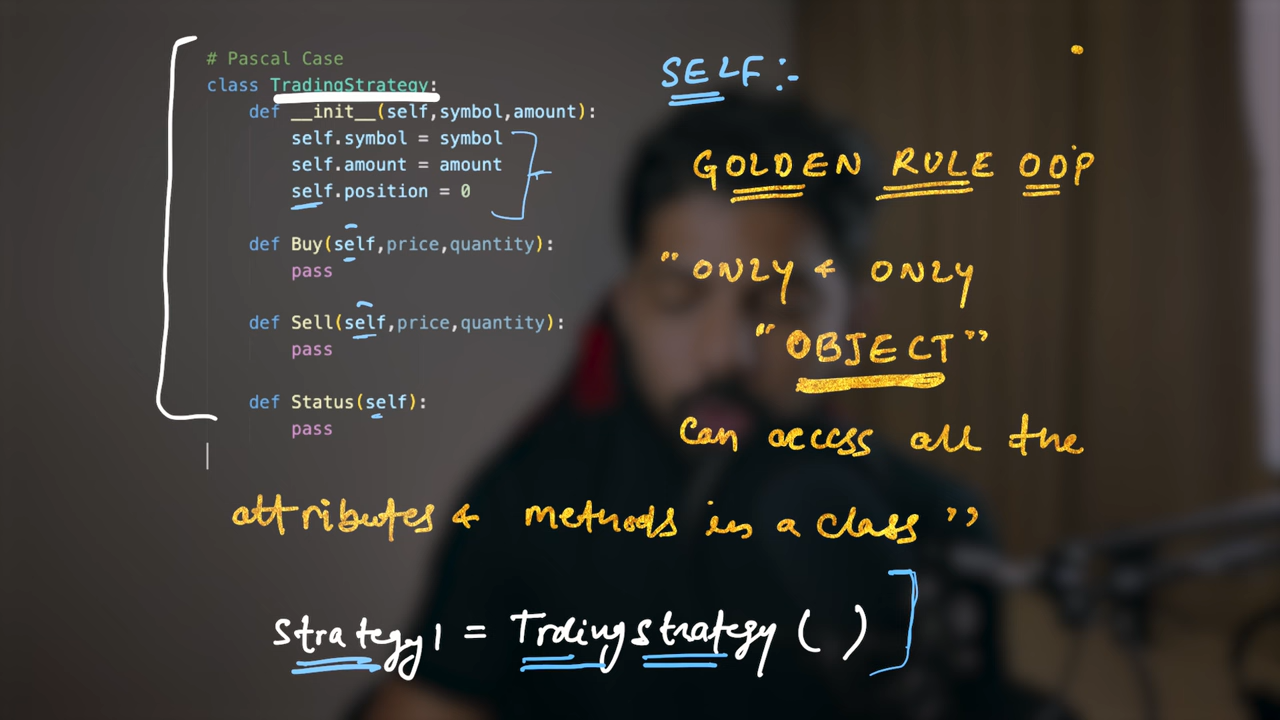 # Pascal Case
class TradingStrategy:
def __init__(self,symbol,amount):
self.symbol = symbol
self.amount = amount
self.position = 0
def Buy(self,price,quantity):
pass
def Sell(self,price,quantity):
pass
def Status(self):
pass
SELF :-
GOLDEN RULE OOP
"ONLY & ONLY
"OBJECT"
can access all the
attributes & methods in a class"
strategy1 = Trdingstrategy ( )